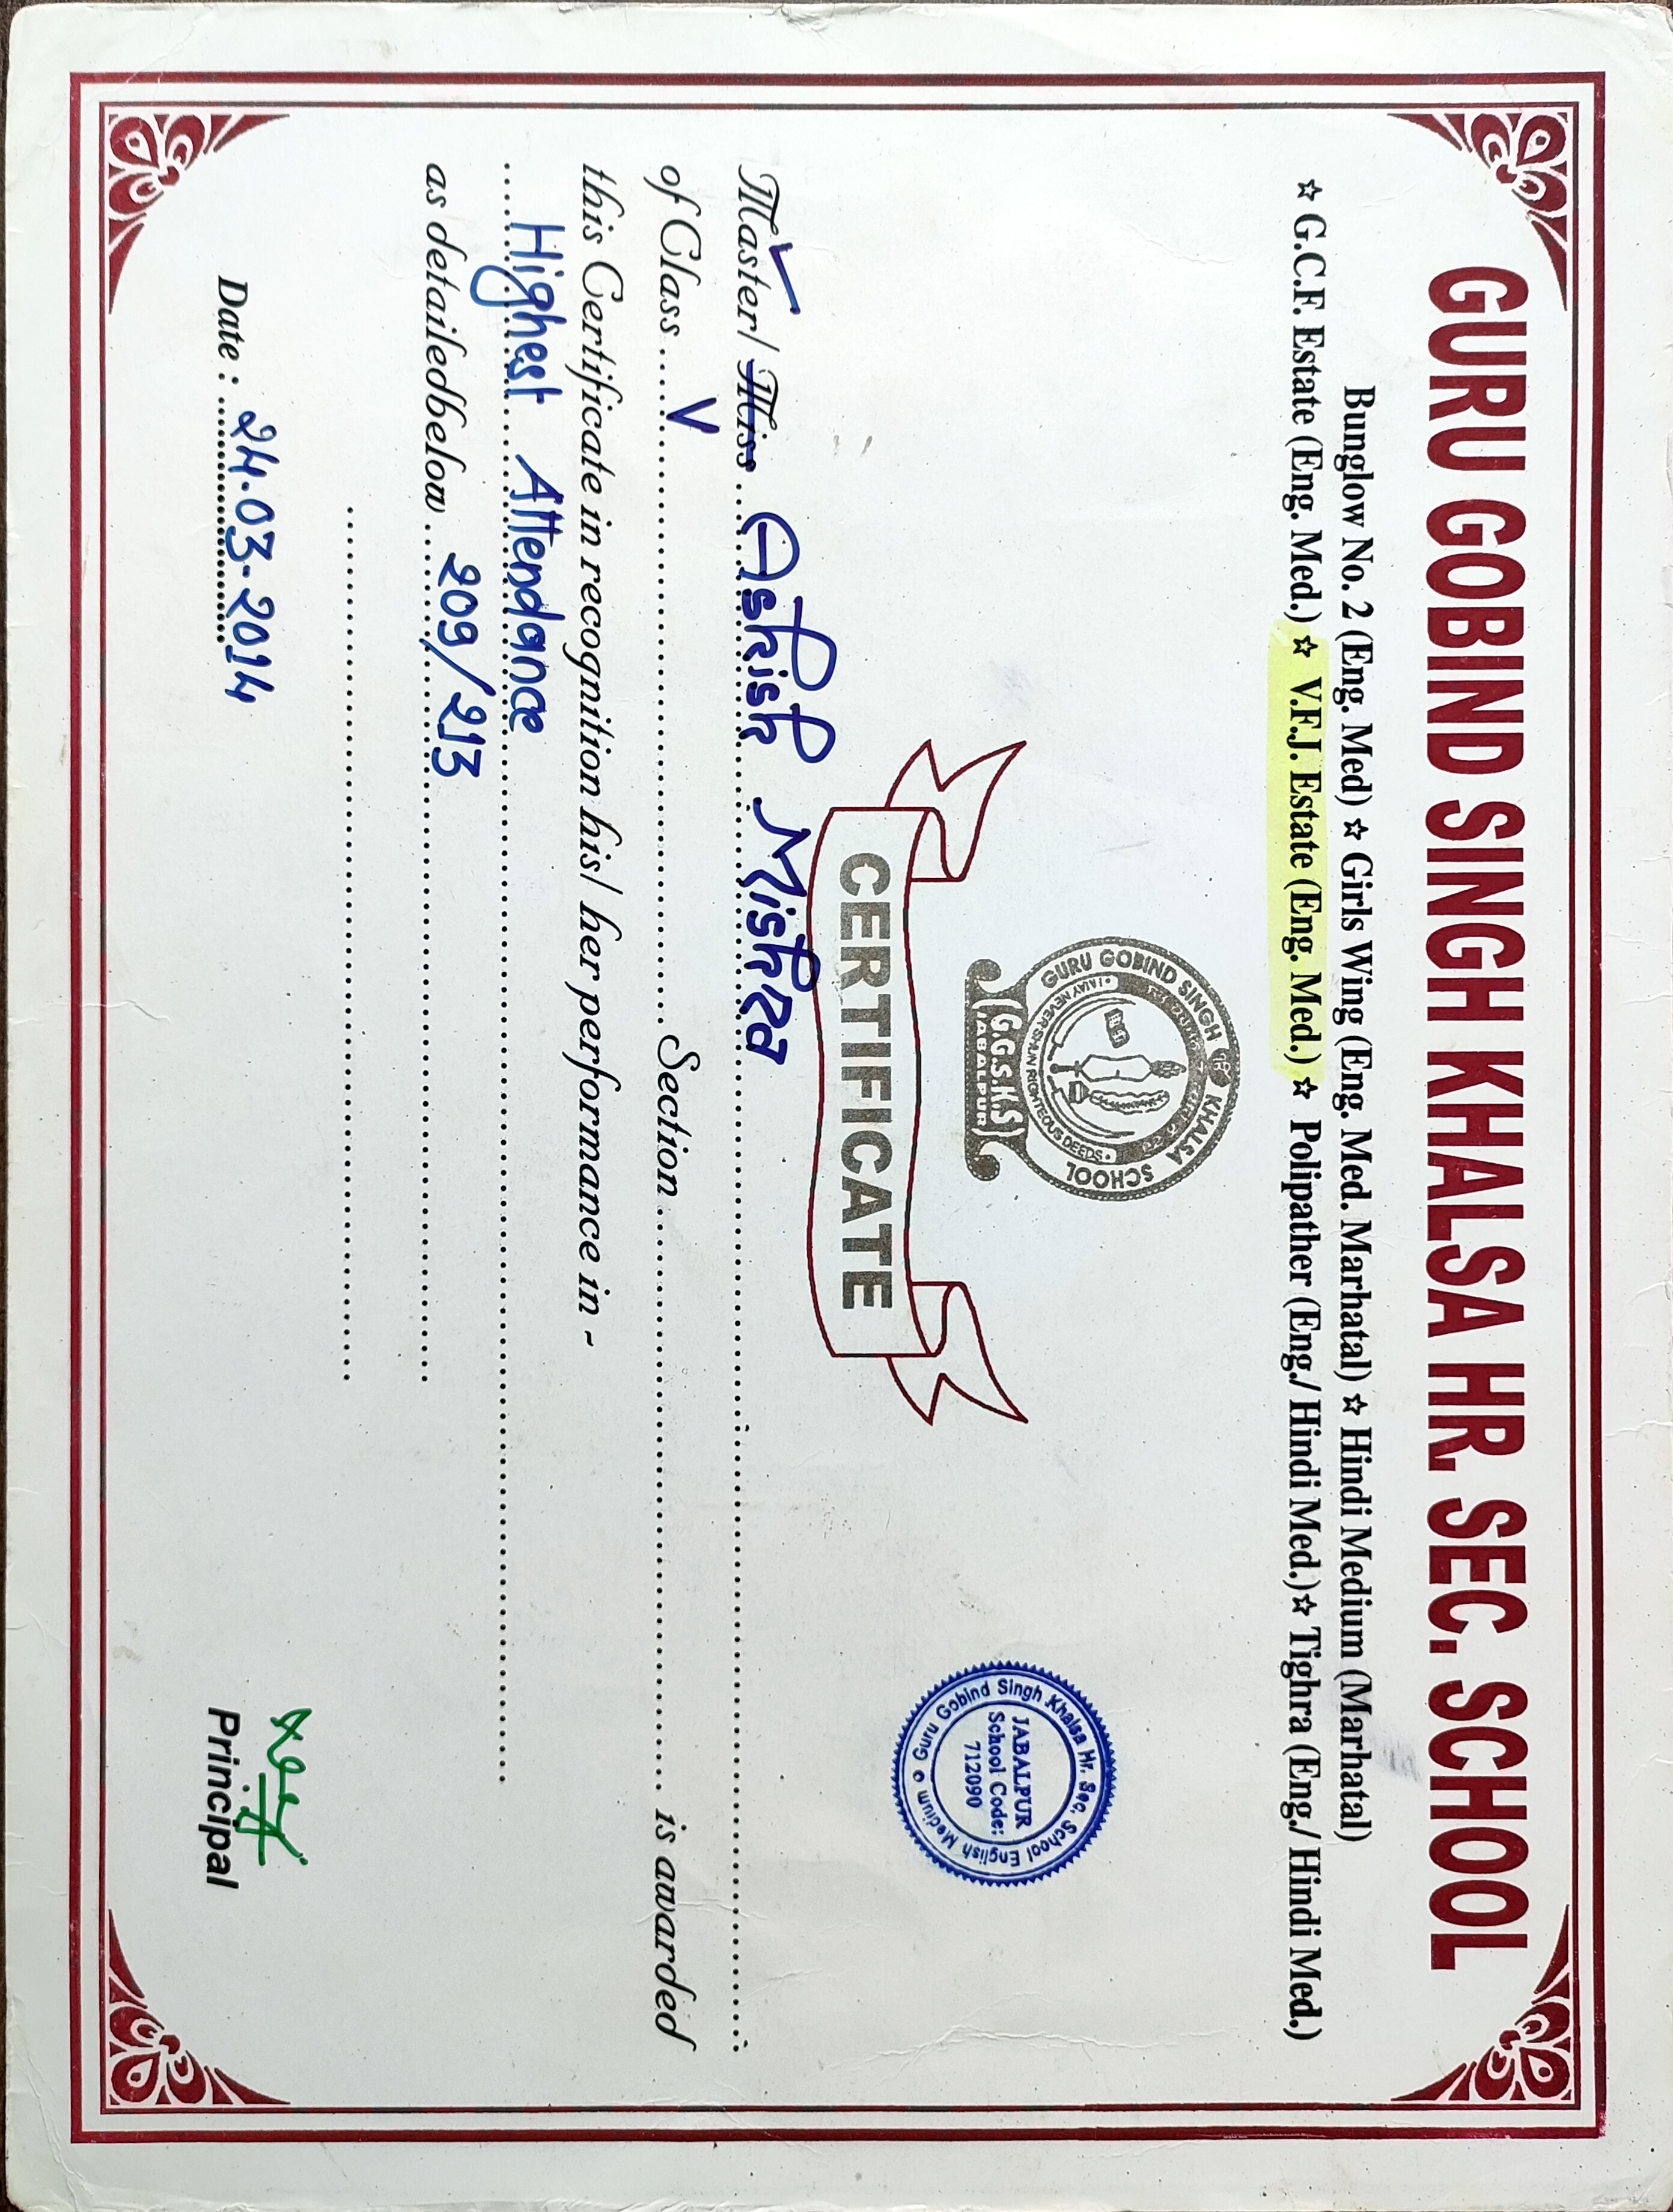 GURU GOBIND SINGH KHALSA HR. SEC. SCHOOL
Bunglow No. 2 (Eng. Med) ☆ Girls Wing (Eng. Med. Marhatal) ☆ Hindi Medium (Marhatal)
☆ G.C.F. Estate (Eng. Med.) ☆ V.F.J. Estate (Eng. Med.) ☆ Polipather (Eng./ Hindi Med.)☆ Tighra (Eng./ Hindi Med.)
GURU GOBIND SINGH ੴ KHALSA SCHOOL
I MAY NEVER SHUN RIGHTEOUS DEEDS
G.G.S.K.S
JABALPUR
Guru Gobind Singh Khalsa Hr. Sec. School English Medium
JABALPUR
School Code:
712090
CERTIFICATE
Master/ Miss Ashish Mishra
of Class V Section is awarded
this Certificate in recognition his/ her performance in -
Highest Attendance
as detailedbelow 209/213
Date : 24-03-2014
Principal